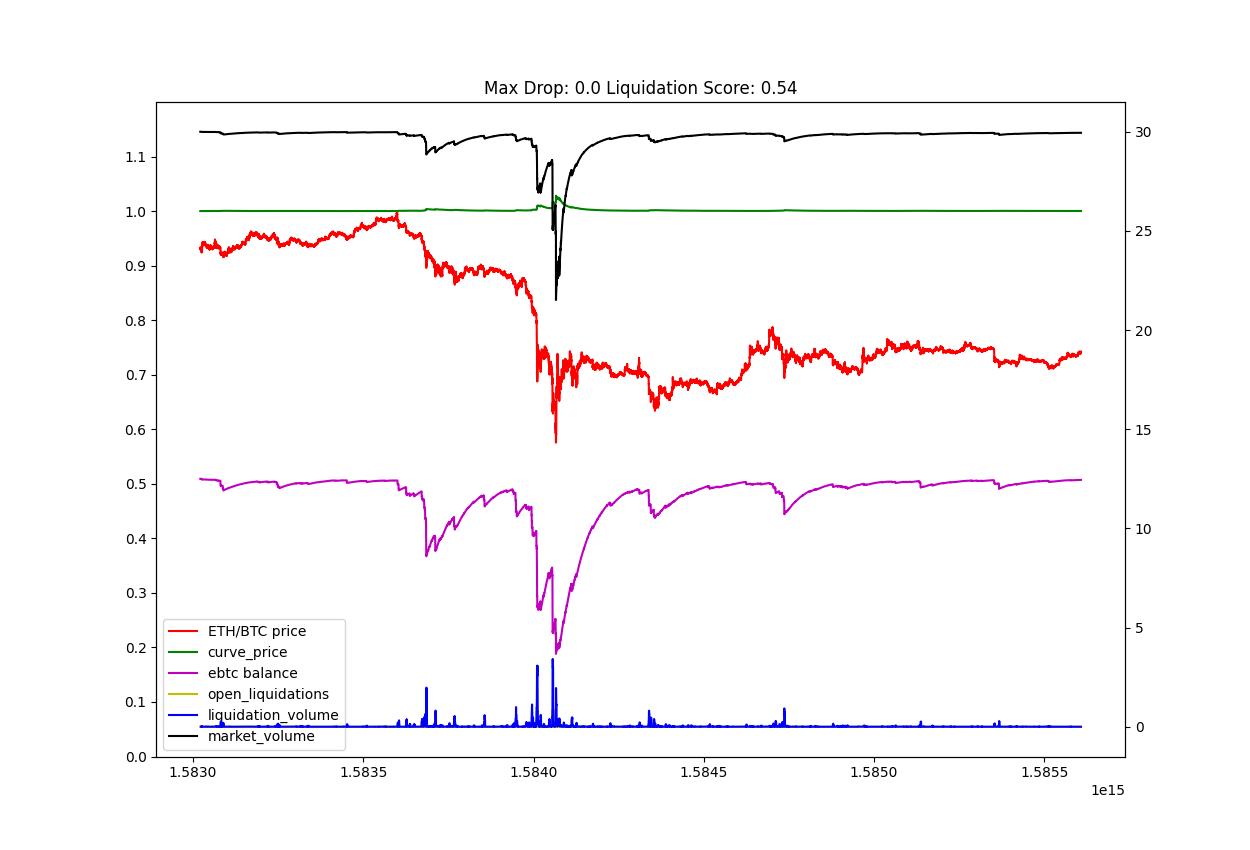 Max Drop: 0.0 Liquidation Score: 0.54
1.1
1.0
0.9
0.8
0.7
0.6
0.5
0.4
0.3
0.2
0.1
0.0
30
25
20
15
10
5
0
ETH/BTC price
curve_price
ebtc balance
open_liquidations
liquidation_volume
market_volume
1.5830 1.5835 1.5840 1.5845 1.5850 1.5855
1e15